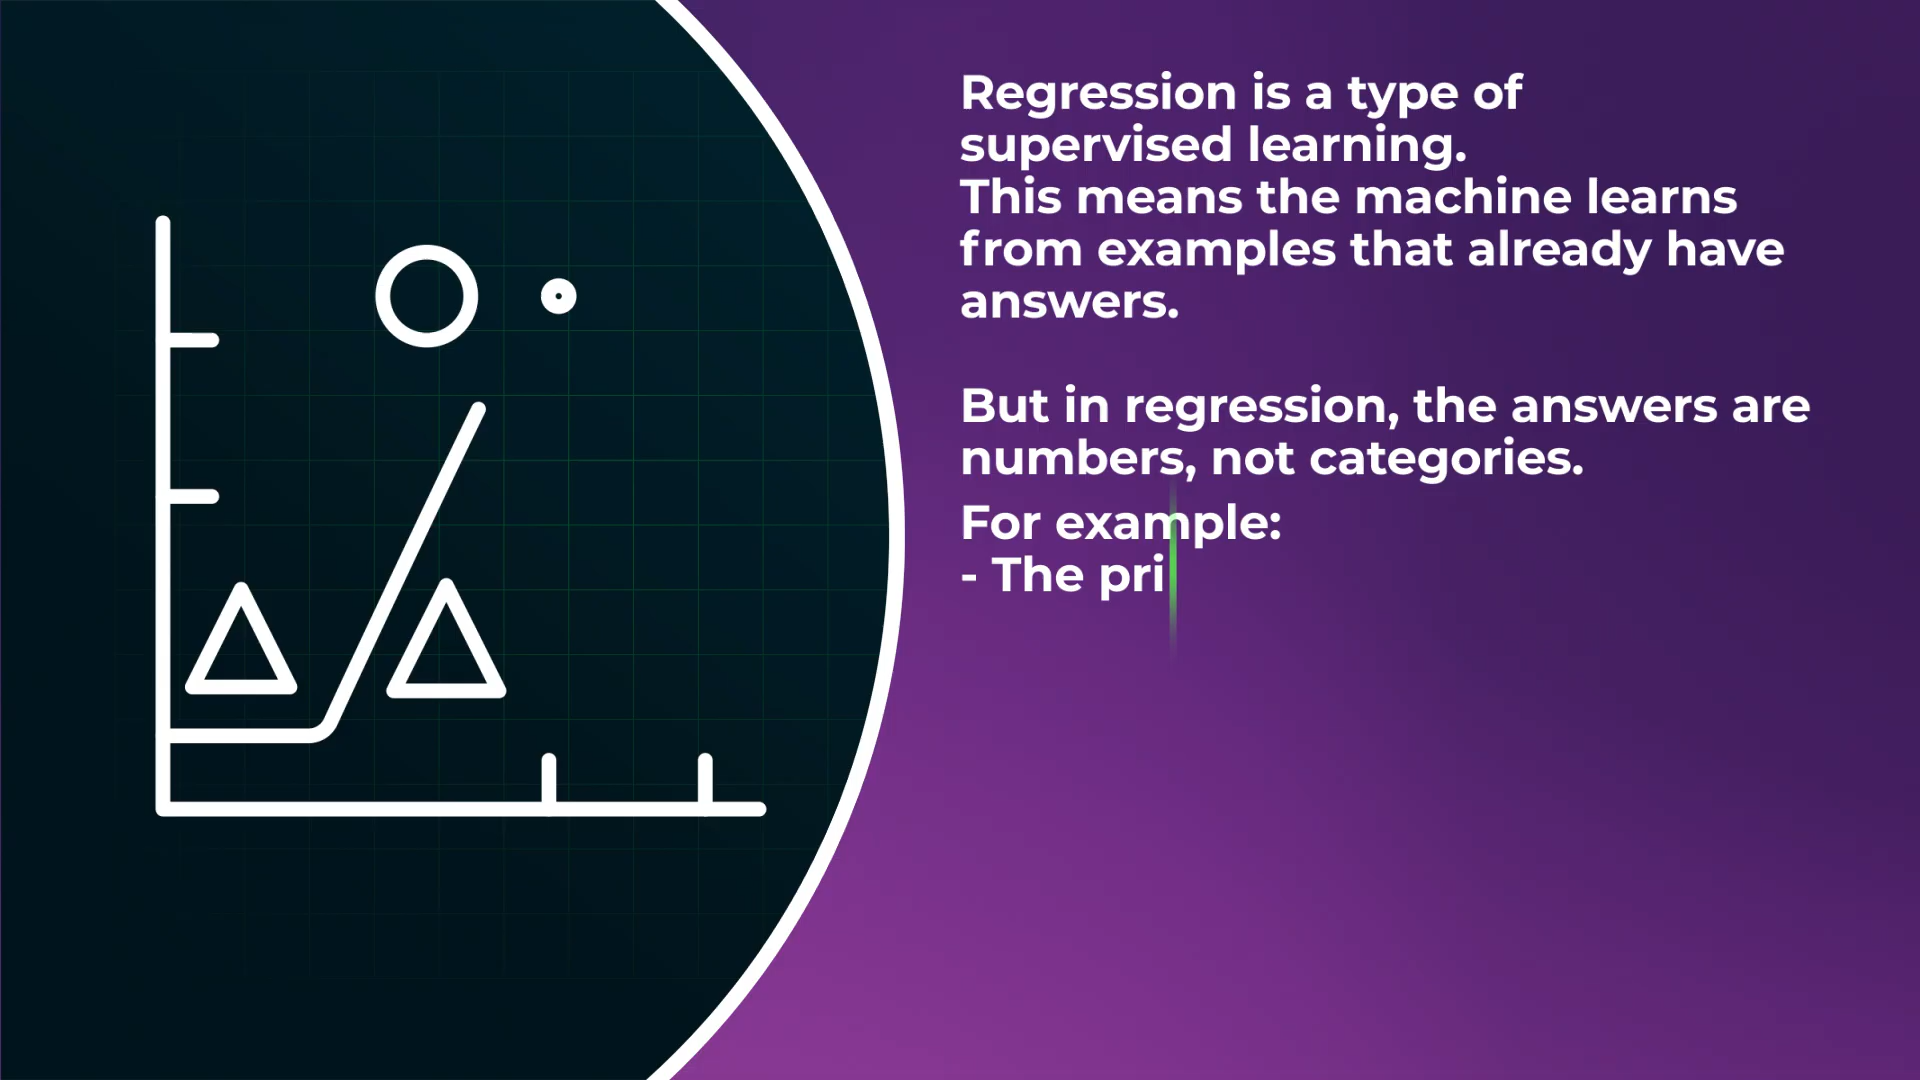 Regression is a type of
supervised learning.
This means the machine learns
from examples that already have
answers.
But in regression, the answers are
numbers, not categories.
For example:
- The pri